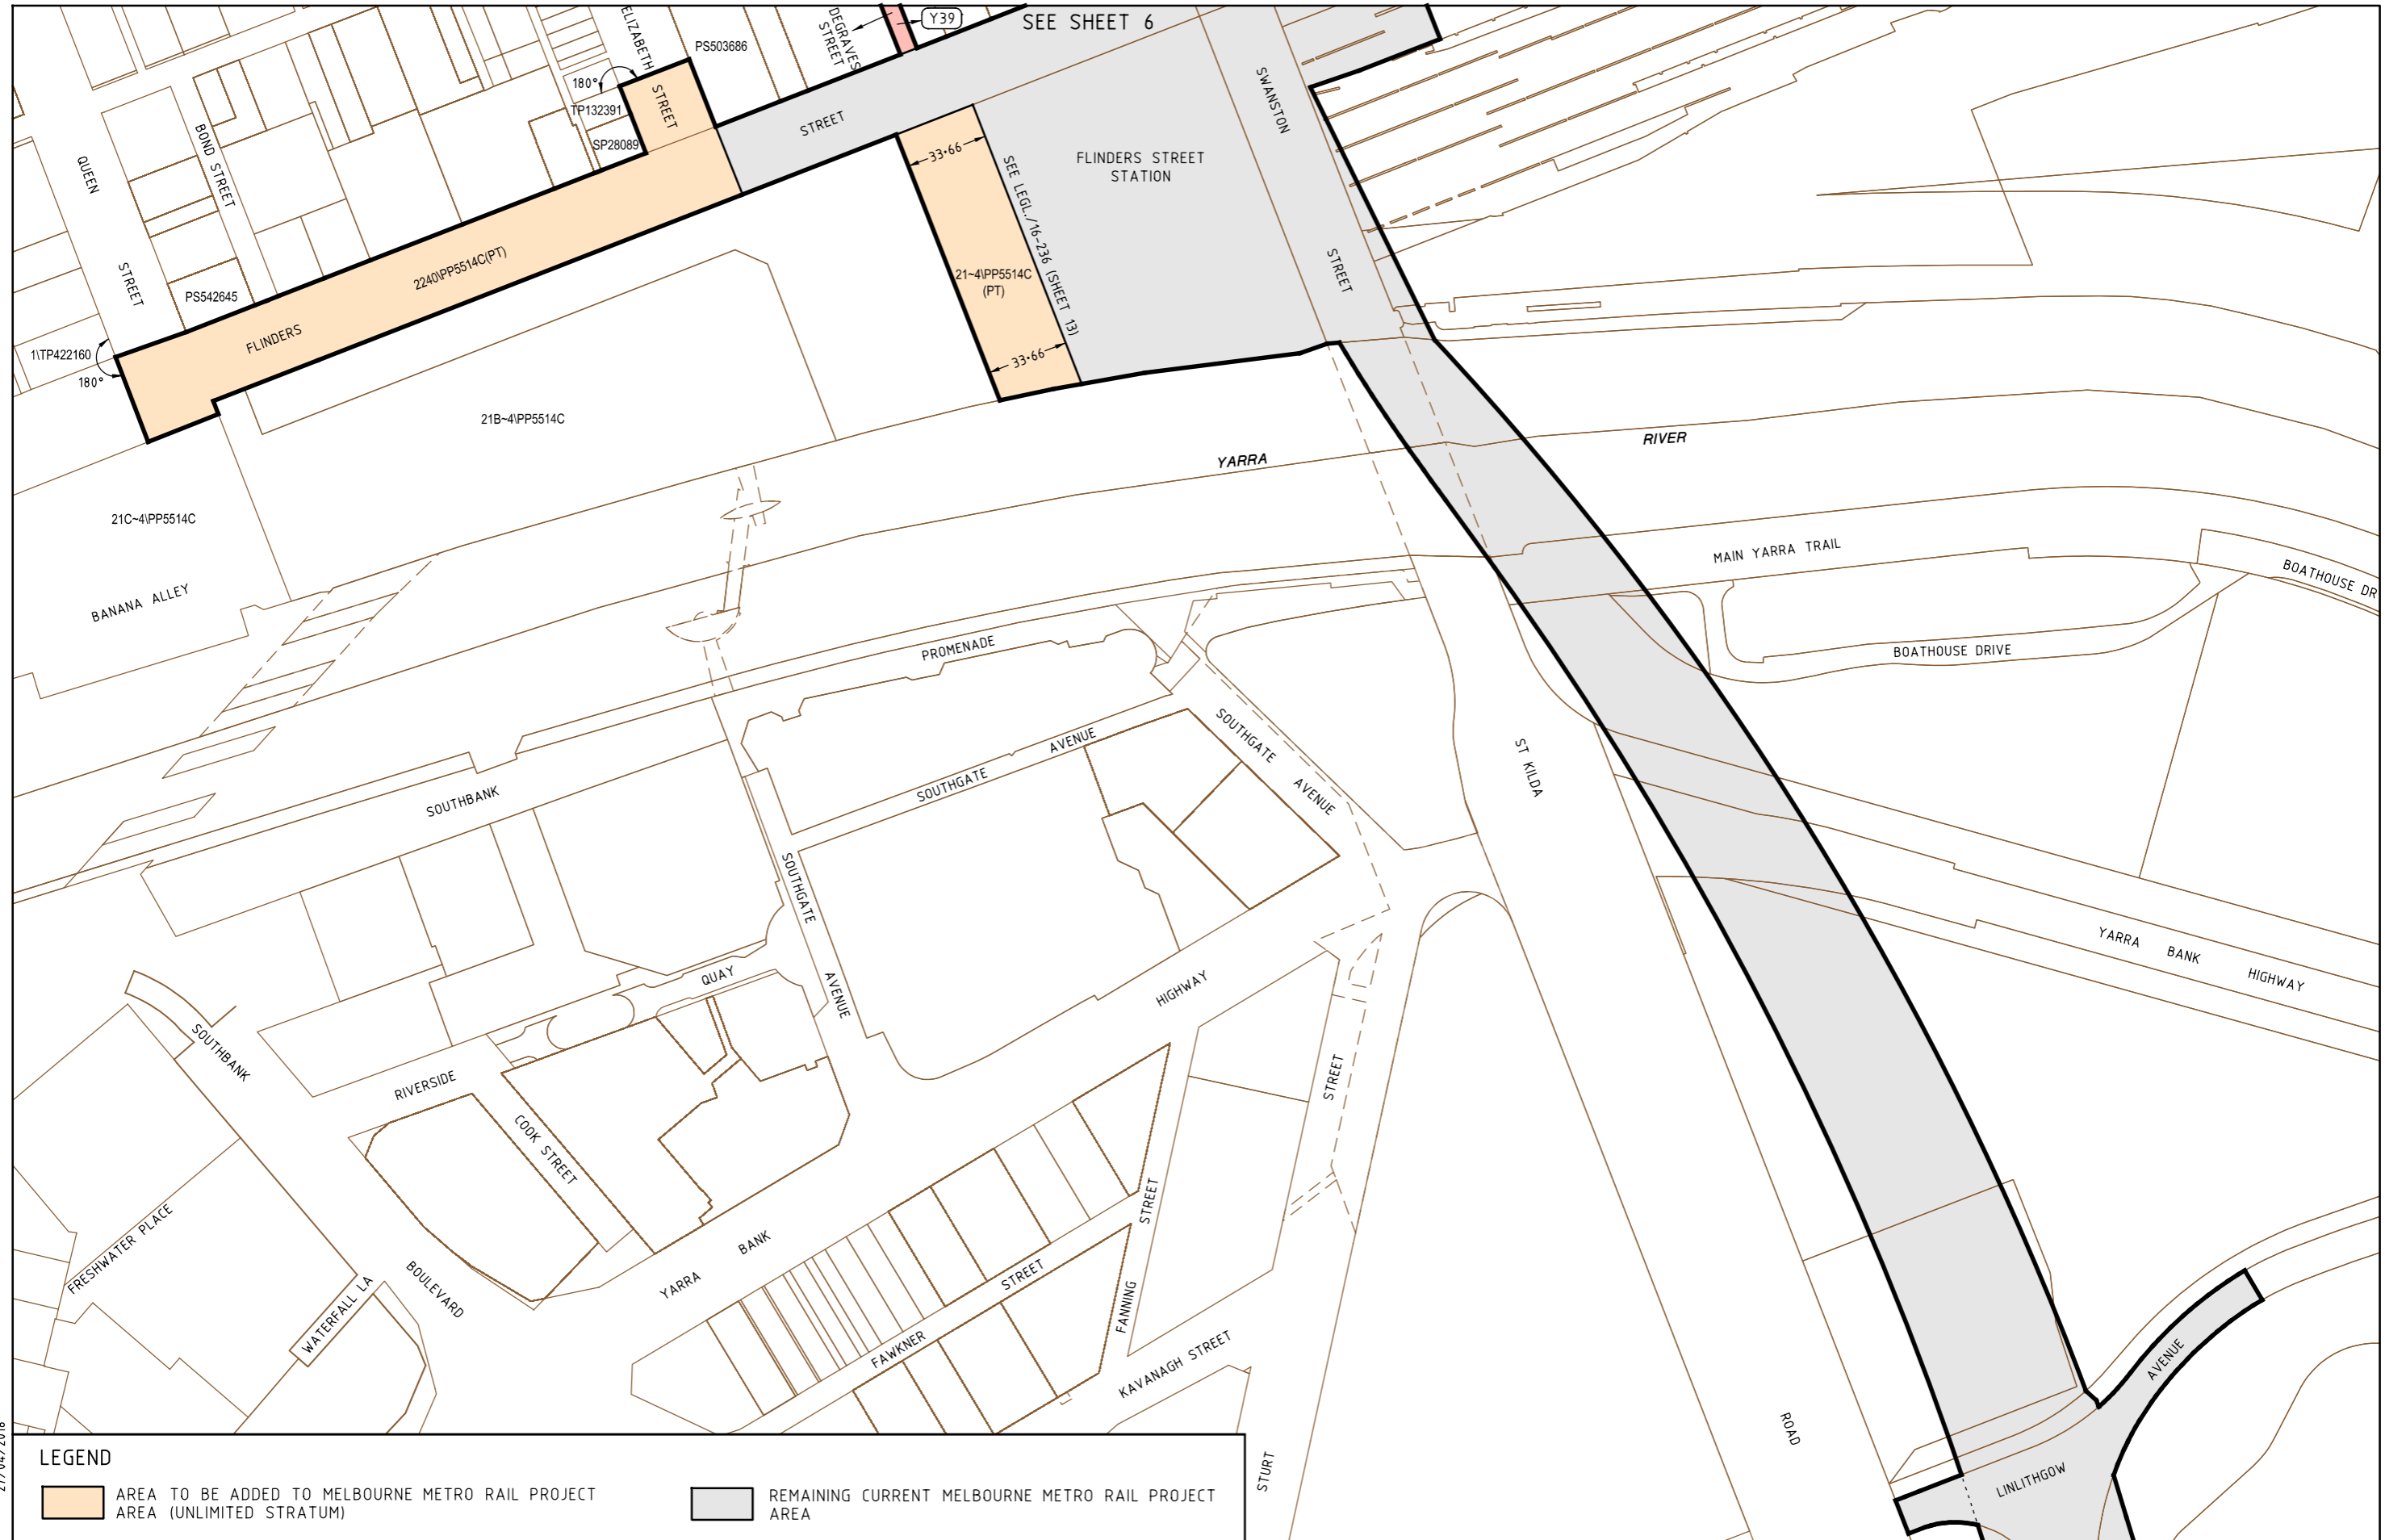 SEE SHEET 6
Y39
DEGRAVES
STREET
ELIZABETH
STREET
PS503686
180°
TP132391
SP28089
STREET
SWANSTON
STREET
FLINDERS STREET
STATION
33·66
SEE LEGL./16-236 (SHEET 13)
21~4\PP5514C
(PT)
33·66
QUEEN
STREET
BOND STREET
PS542645
2240\PP5514C(PT)
FLINDERS
1\TP422160
180°
21B~4\PP5514C
21C~4\PP5514C
BANANA ALLEY
YARRA
RIVER
MAIN YARRA TRAIL
BOATHOUSE DR
BOATHOUSE DRIVE
PROMENADE
SOUTHBANK
SOUTHGATE
AVENUE
SOUTHGATE
AVENUE
ST KILDA
ROAD
SOUTHGATE
AVENUE
YARRA BANK HIGHWAY
QUAY
RIVERSIDE
COOK STREET
SOUTHBANK
BOULEVARD
FRESHWATER PLACE
WATERFALL LA
YARRA
BANK
HIGHWAY
STREET
STURT
FAWKNER
STREET
FANNING
STREET
KAVANAGH STREET
LINLITHGOW
AVENUE
LEGEND
AREA TO BE ADDED TO MELBOURNE METRO RAIL PROJECT
AREA (UNLIMITED STRATUM)
REMAINING CURRENT MELBOURNE METRO RAIL PROJECT
AREA